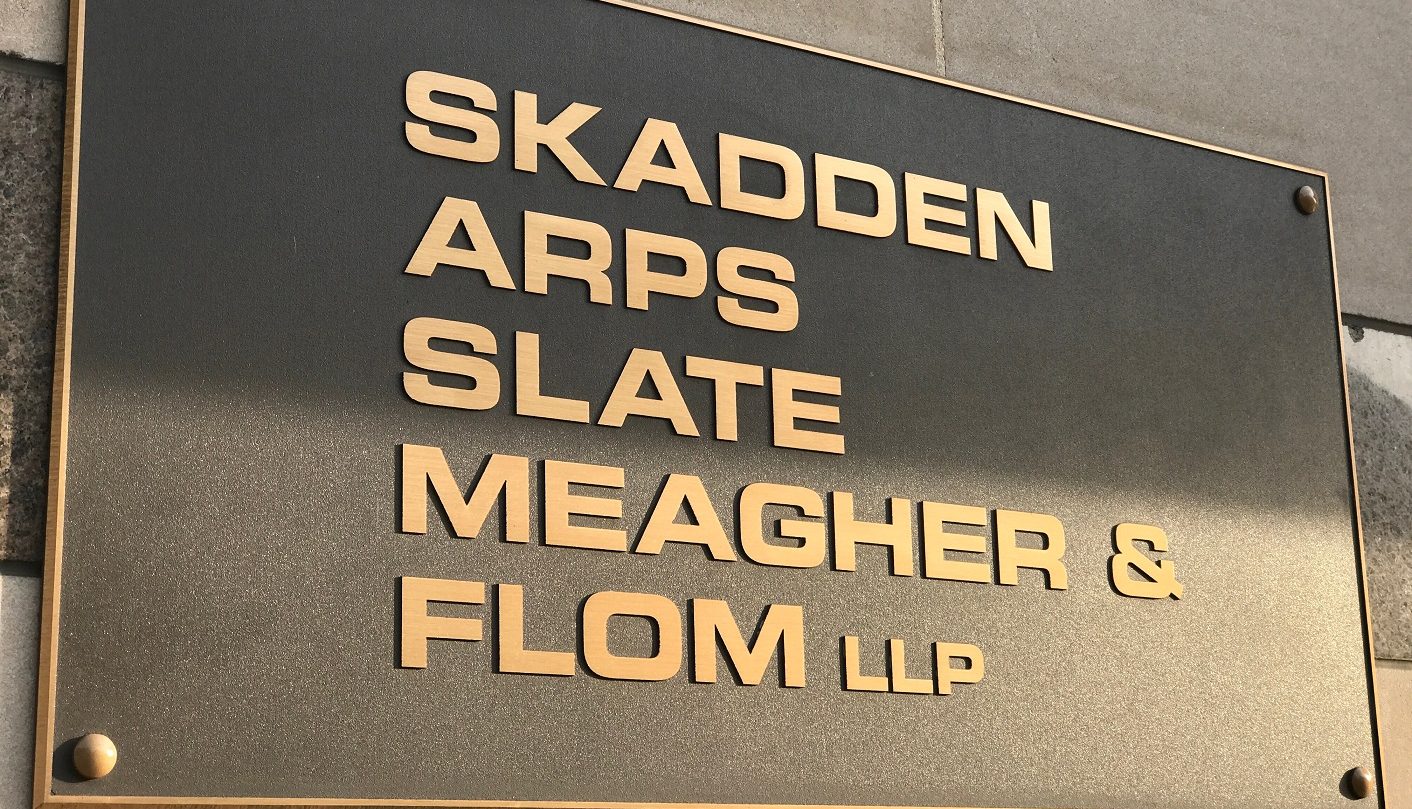 SKADDEN
ARPS
SLATE
MEAGHER &
FLOM LLP